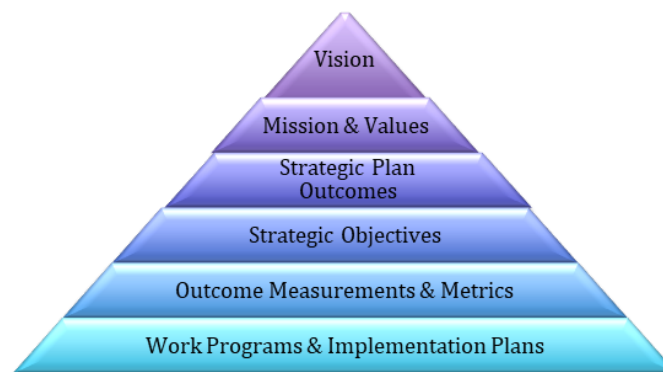 Vision
Mission & Values
Strategic Plan
Outcomes
Strategic Objectives
Outcome Measurements & Metrics
Work Programs & Implementation Plans